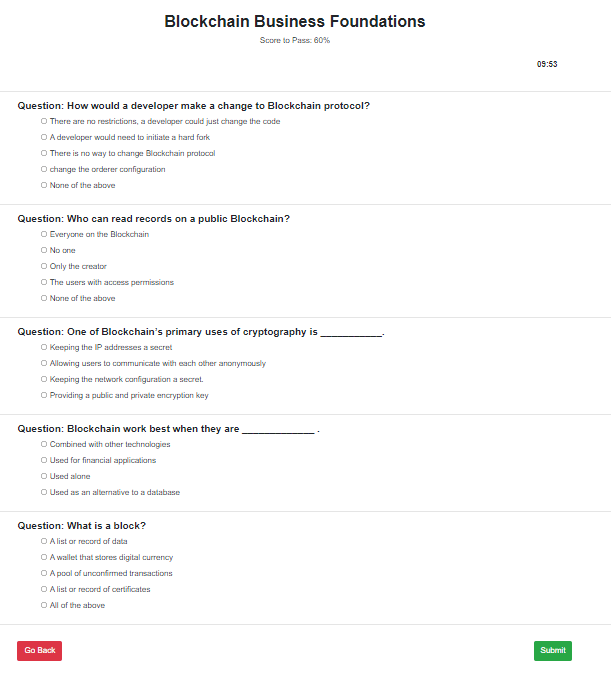 Blockchain Business Foundations
Score to Pass: 60%
09:53
Question: How would a developer make a change to Blockchain protocol?
There are no restrictions, a developer could just change the code
A developer would need to initiate a hard fork
There is no way to change Blockchain protocol
change the orderer configuration
None of the above
Question: Who can read records on a public Blockchain?
Everyone on the Blockchain
No one
Only the creator
The users with access permissions
None of the above
Question: One of Blockchain's primary uses of cryptography is ____________.
Keeping the IP addresses a secret
Allowing users to communicate with each other anonymously
Keeping the network configuration a secret.
Providing a public and private encryption key
Question: Blockchain work best when they are ______________ .
Combined with other technologies
Used for financial applications
Used alone
Used as an alternative to a database
Question: What is a block?
A list or record of data
A wallet that stores digital currency
A pool of unconfirmed transactions
A list or record of certificates
All of the above
Go Back
Submit